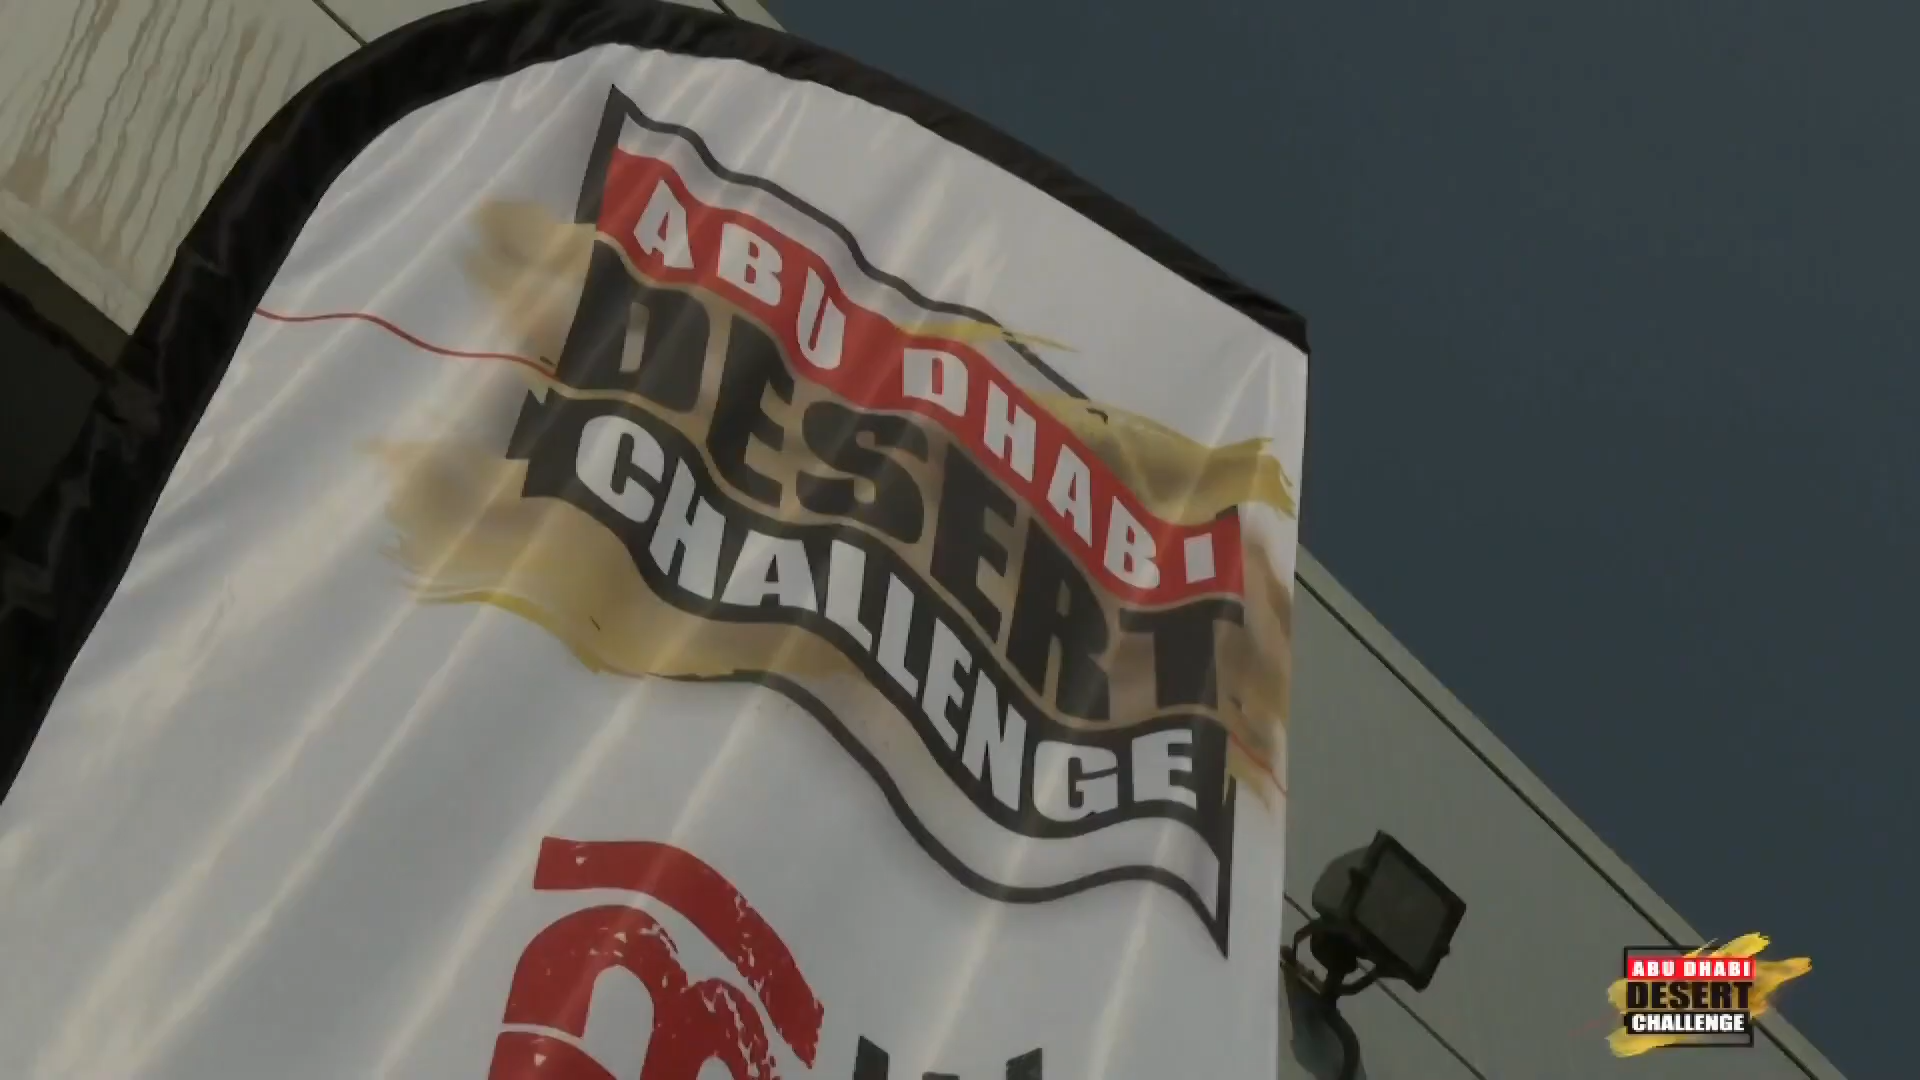 ABU DHABI
DESERT
CHALLENGE
ABU DHABI
DESERT
CHALLENGE